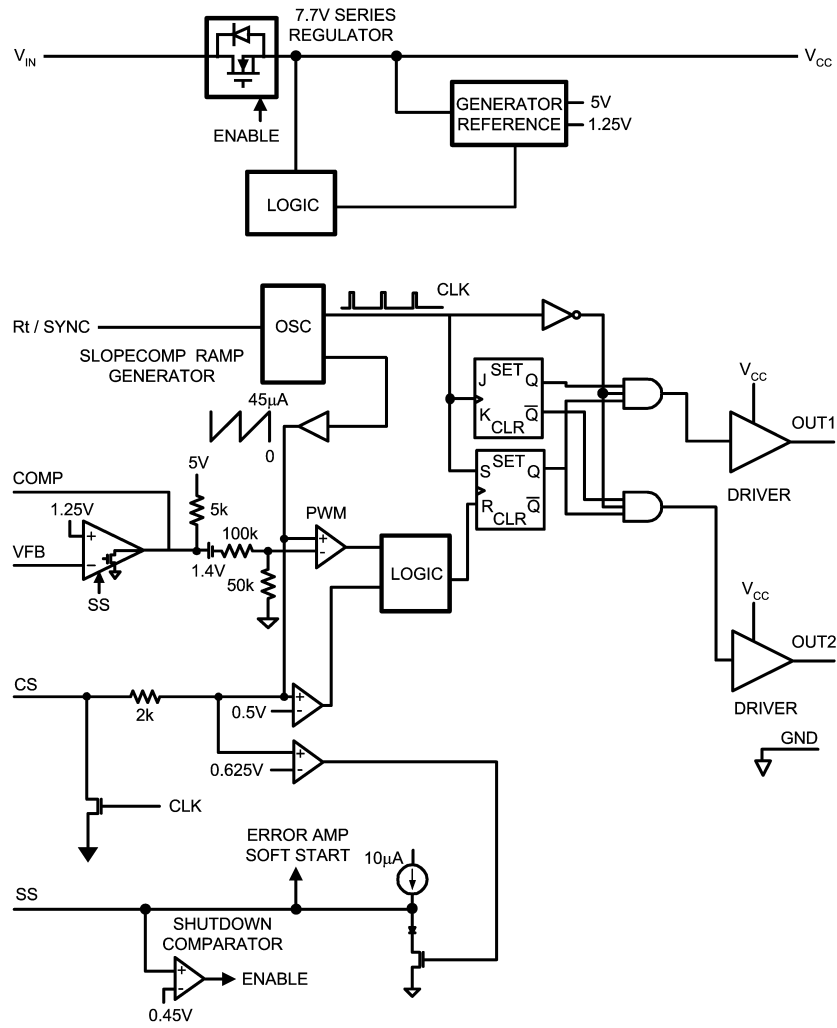 7.7V SERIES
REGULATOR
VIN
VCC
ENABLE
GENERATOR
REFERENCE
5V
1.25V
LOGIC
CLK
OSC
Rt / SYNC
SLOPECOMP RAMP
GENERATOR
45μA
0
J SET Q
K CLR Q̅
VCC
OUT1
DRIVER
S SET Q
R CLR Q̅
COMP
5V
5k
1.25V
VFB
SS
1.4V
100k
50k
PWM
LOGIC
VCC
OUT2
DRIVER
GND
CS
2k
0.5V
0.625V
CLK
ERROR AMP
SOFT START
10μA
SS
SHUTDOWN
COMPARATOR
ENABLE
0.45V
+
-
+
-
+
-
+
-
+
-